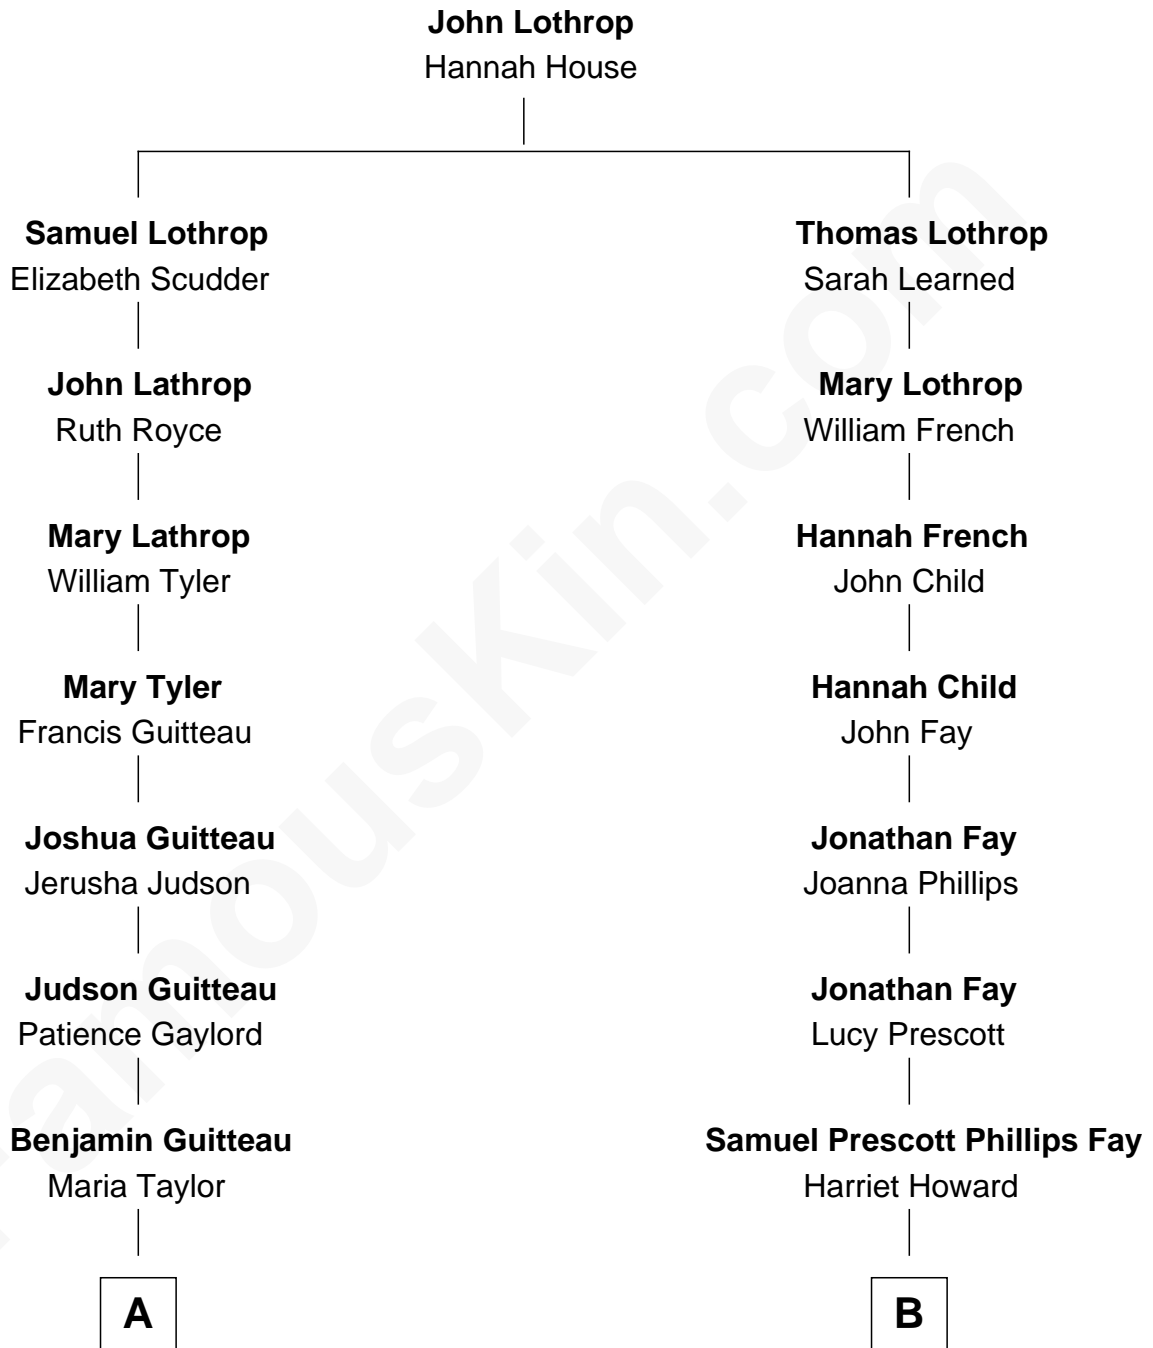 John Lothrop
Hannah House
Samuel Lothrop
Elizabeth Scudder
John Lathrop
Ruth Royce
Mary Lathrop
William Tyler
Mary Tyler
Francis Guitteau
Joshua Guitteau
Jerusha Judson
Judson Guitteau
Patience Gaylord
Benjamin Guitteau
Maria Taylor
A
Thomas Lothrop
Sarah Learned
Mary Lothrop
William French
Hannah French
John Child
Hannah Child
John Fay
Jonathan Fay
Joanna Phillips
Jonathan Fay
Lucy Prescott
Samuel Prescott Phillips Fay
Harriet Howard
B
FamousKin.com